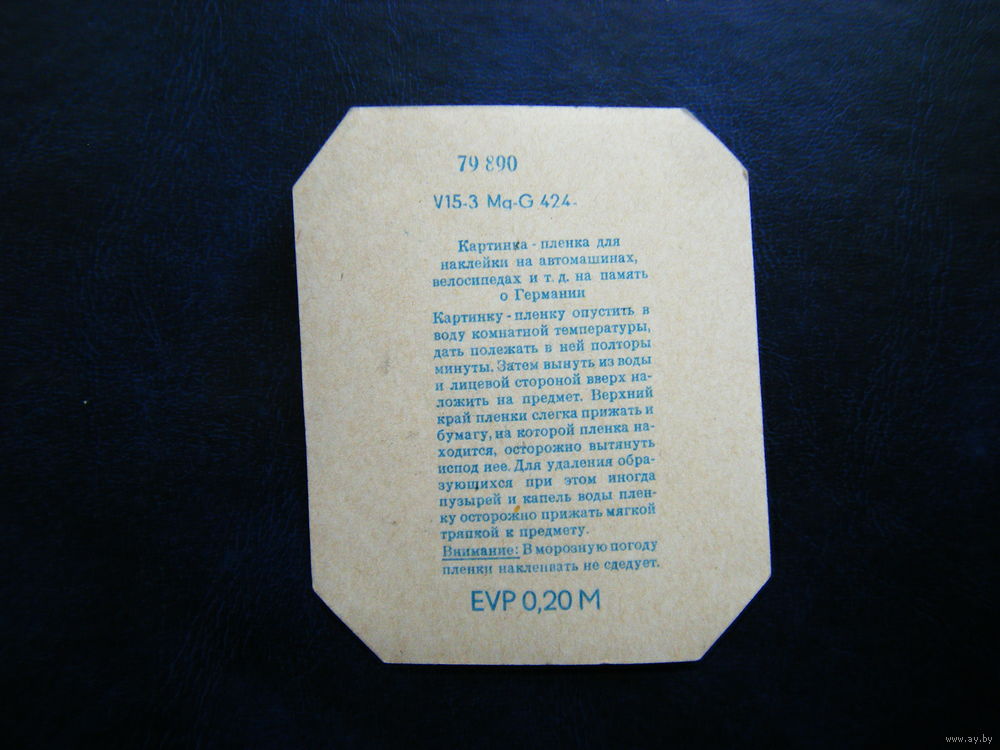 79 890
V15-3 Mg-G 424.
Картинка - пленка для
наклейки на автомашинах,
велосипедах и т. д. на память
о Германии
Картинку - пленку опустить в
воду комнатной температуры,
дать полежать в ней полторы
минуты. Затем вынуть из воды
и лицевой стороной вверх на-
ложить на предмет. Верхний
край пленки слегка прижать и
бумагу, на которой пленка на-
ходится, осторожно вытянуть
испод нее. Для удаления обра-
зующихся при этом иногда
пузырей и капель воды плен-
ку осторожно прижать мягкой
тряпкой к предмету.
Внимание: В морозную погоду
пленки наклеивать не сдедует.
EVP 0,20 M
www.ay.by